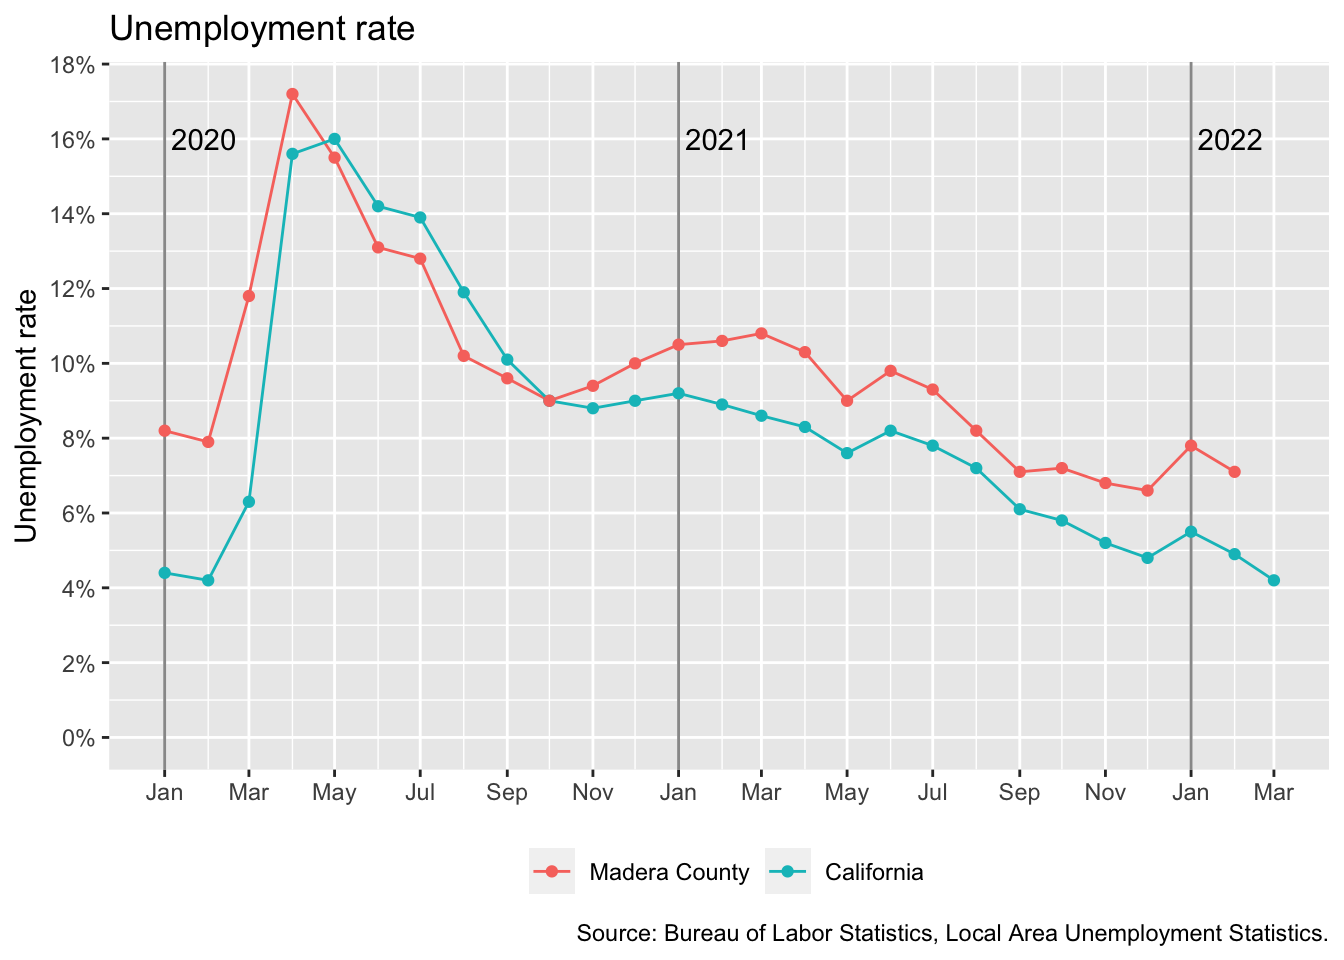 Unemployment rate
18%
16%
14%
12%
10%
8%
6%
4%
2%
0%
Unemployment rate
2020 2021 2022
Jan Mar May Jul Sep Nov Jan Mar May Jul Sep Nov Jan Mar
Madera County California
Source: Bureau of Labor Statistics, Local Area Unemployment Statistics.